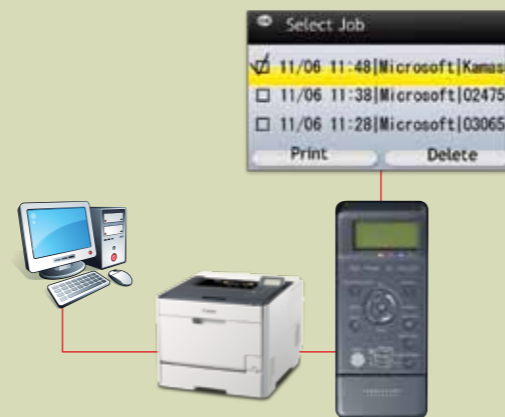 Select Job
11/06 11:48|Microsoft|Kamas
11/06 11:38|Microsoft|02475
11/06 11:28|Microsoft|03065
Print Delete
Canon